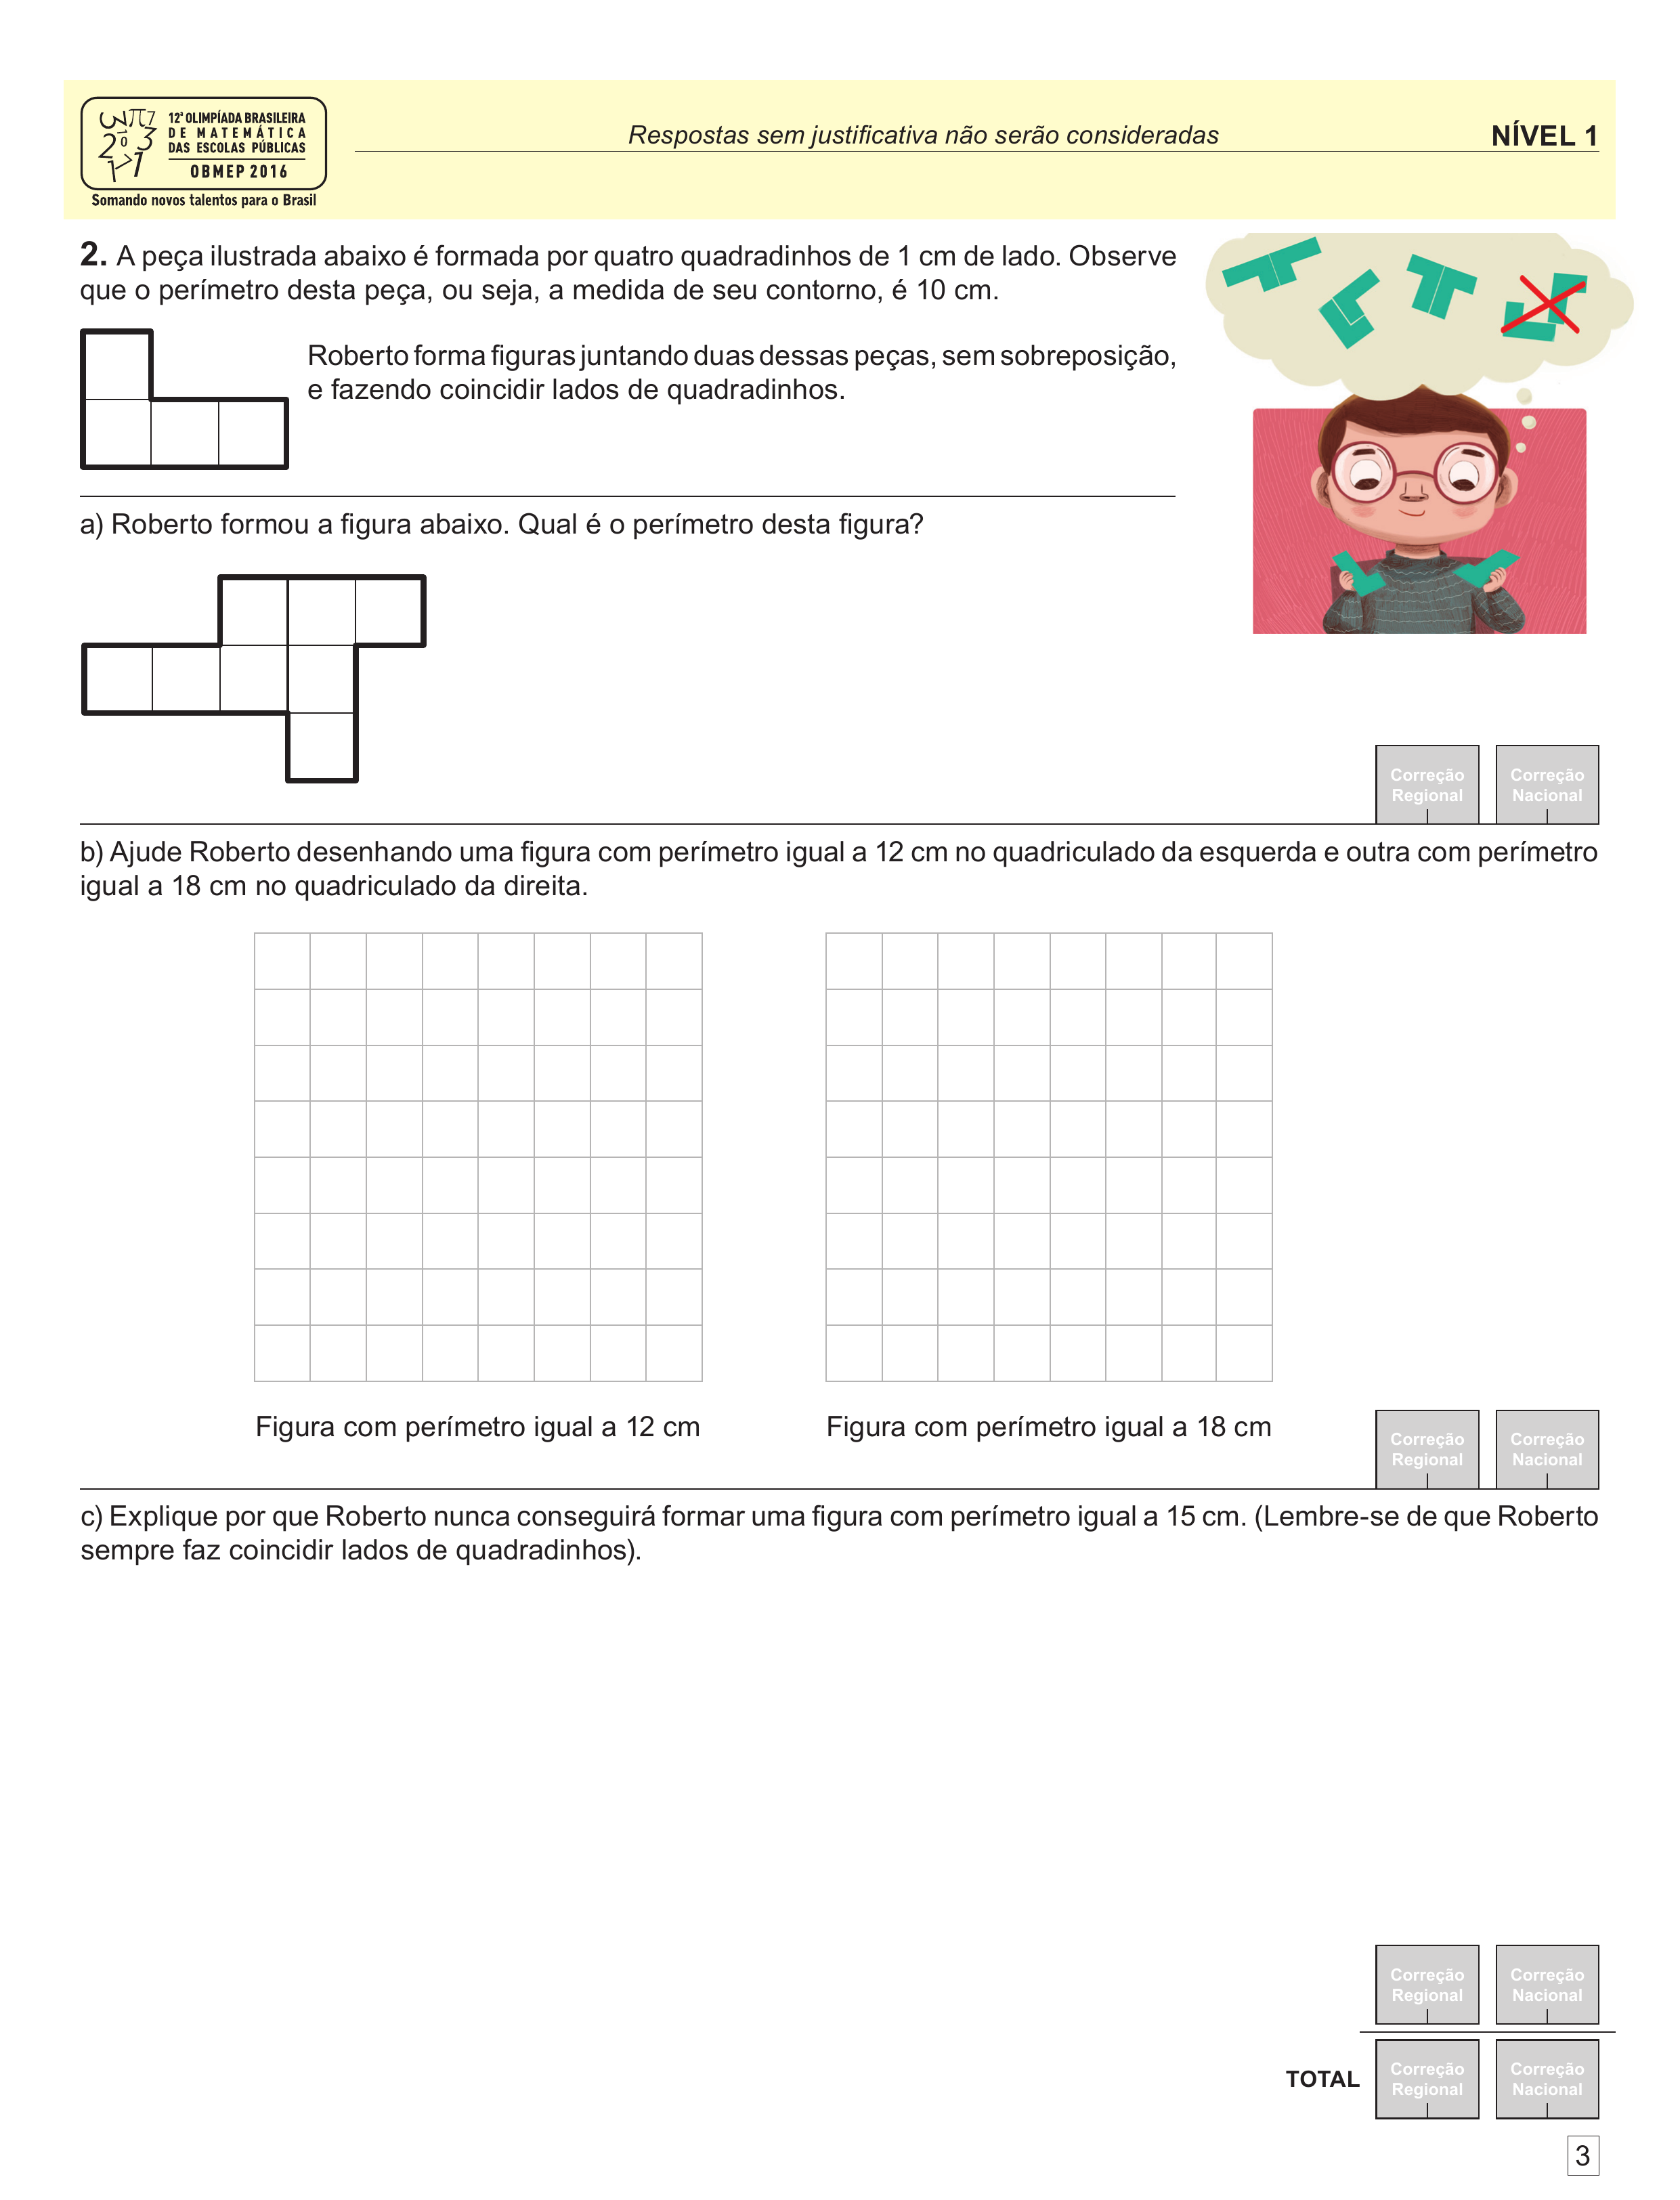 12ª OLIMPÍADA BRASILEIRA
DE MATEMÁTICA
DAS ESCOLAS PÚBLICAS
OBMEP 2016
Somando novos talentos para o Brasil
Respostas sem justificativa não serão consideradas
NÍVEL 1
2. A peça ilustrada abaixo é formada por quatro quadradinhos de 1 cm de lado. Observe
que o perímetro desta peça, ou seja, a medida de seu contorno, é 10 cm.
Roberto forma figuras juntando duas dessas peças, sem sobreposição,
e fazendo coincidir lados de quadradinhos.
a) Roberto formou a figura abaixo. Qual é o perímetro desta figura?
Correção Regional
Correção Nacional
b) Ajude Roberto desenhando uma figura com perímetro igual a 12 cm no quadriculado da esquerda e outra com perímetro
igual a 18 cm no quadriculado da direita.
Figura com perímetro igual a 12 cm
Figura com perímetro igual a 18 cm
Correção Regional
Correção Nacional
c) Explique por que Roberto nunca conseguirá formar uma figura com perímetro igual a 15 cm. (Lembre-se de que Roberto
sempre faz coincidir lados de quadradinhos).
Correção Regional
Correção Nacional
TOTAL
Correção Regional
Correção Nacional
3